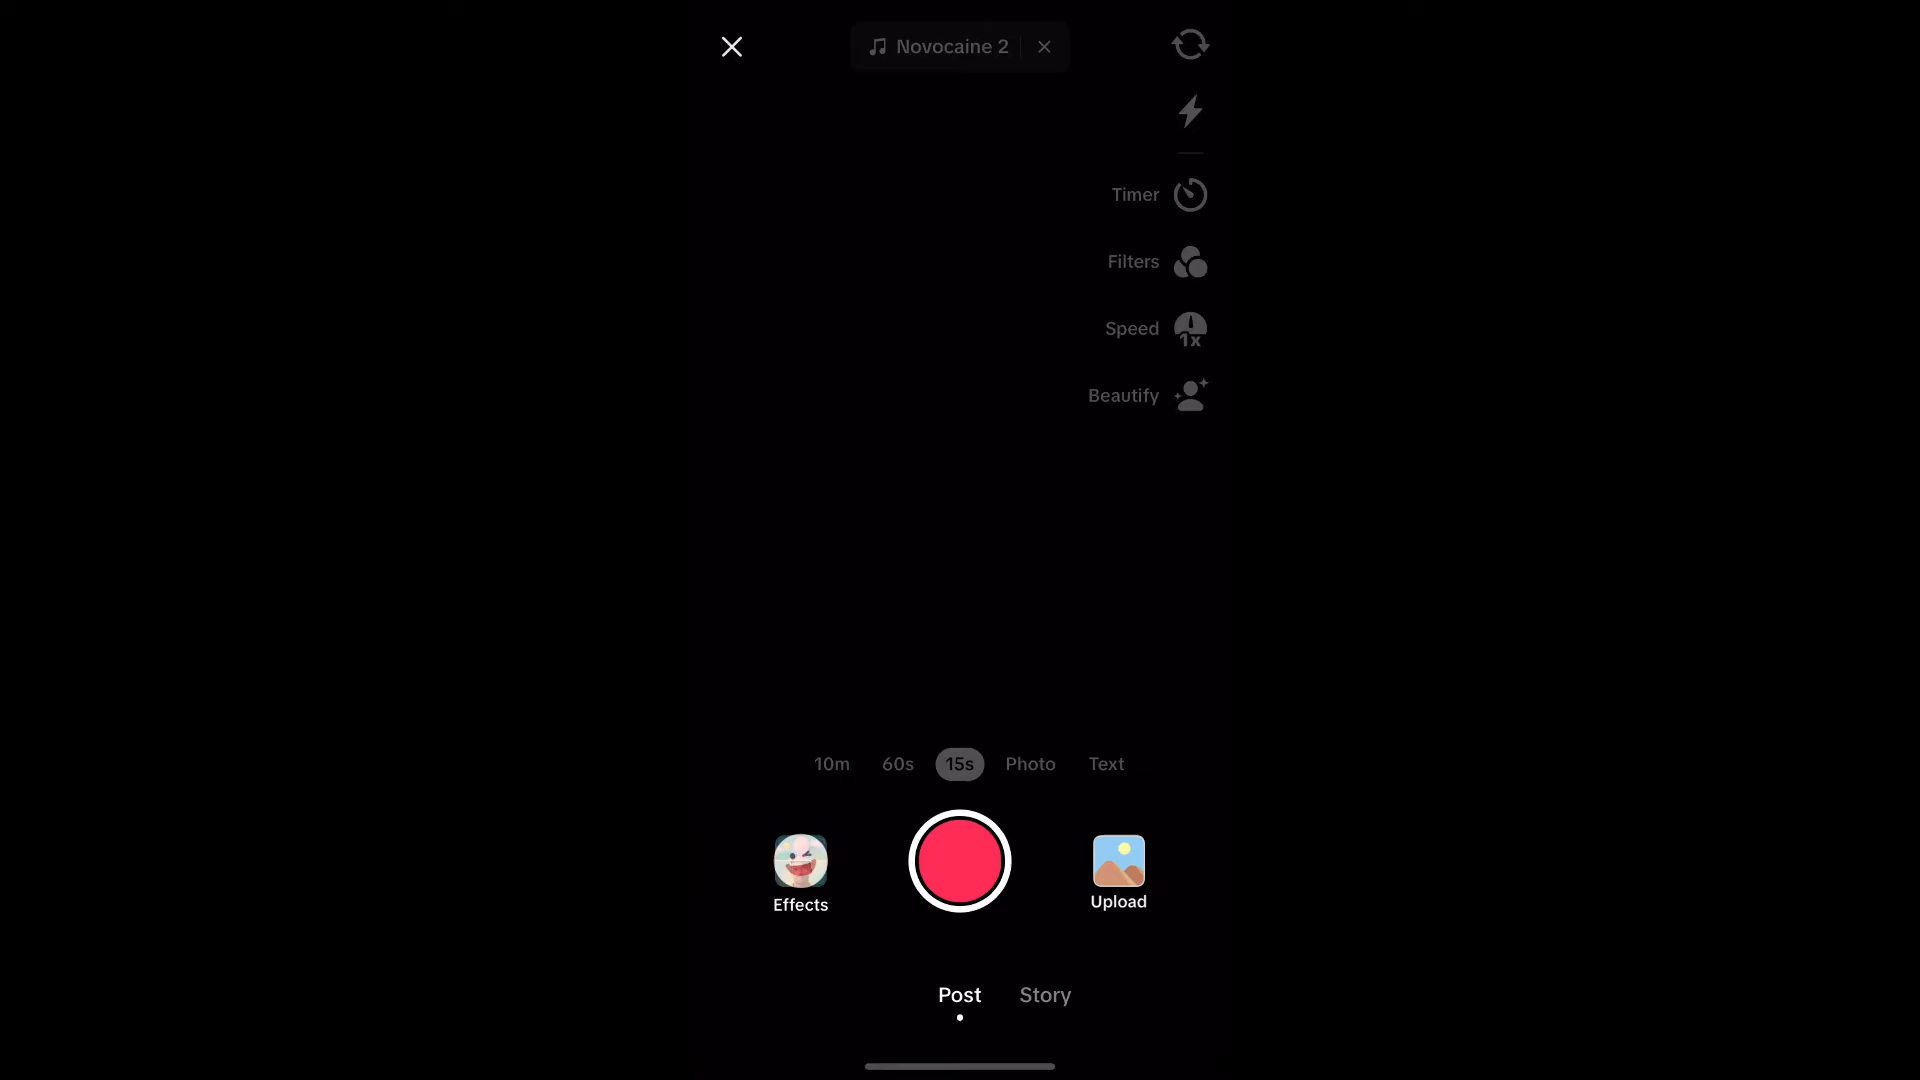 Novocaine 2
Timer
Filters
Speed
1x
Beautify
10m 60s 15s Photo Text
Effects
Upload
Post Story